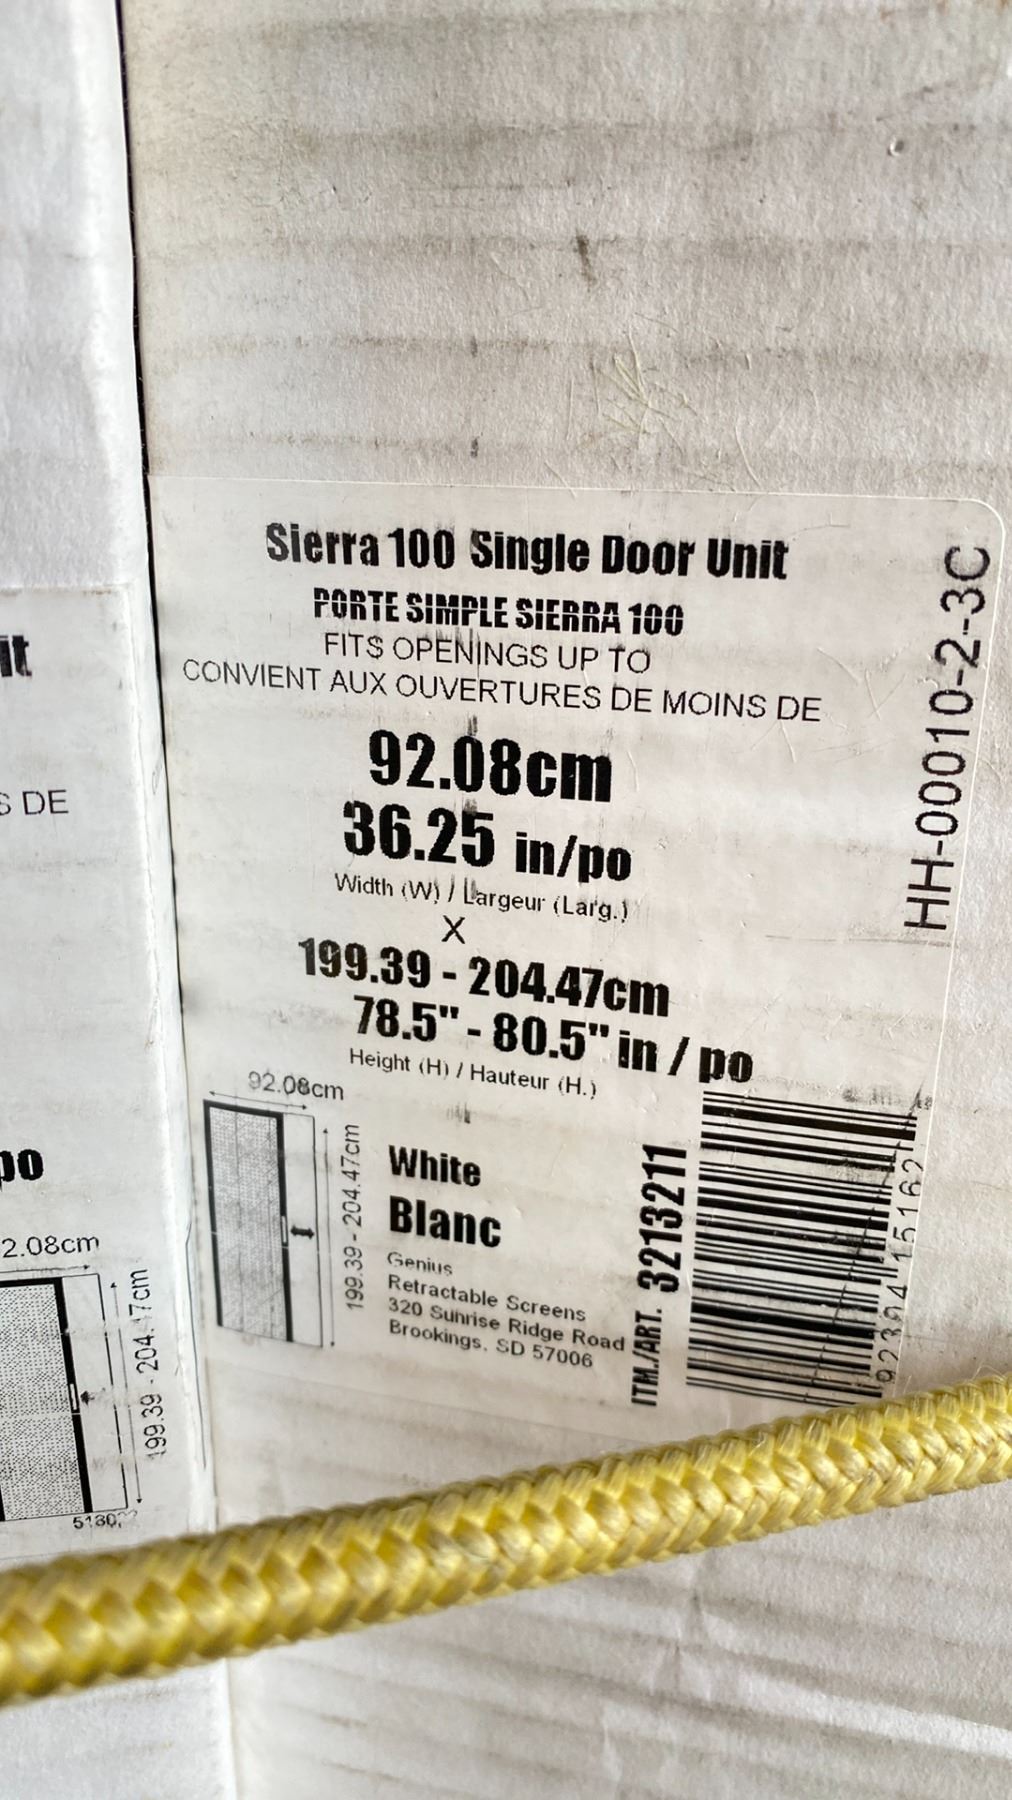 Sierra 100 Single Door Unit
PORTE SIMPLE SIERRA 100
FITS OPENINGS UP TO
CONVIENT AUX OUVERTURES DE MOINS DE
92.08cm
36.25 in/po
Width (W) / Largeur (Larg.)
X
199.39 - 204.47cm
78.5" - 80.5" in / po
Height (H) / Hauteur (H.)
92.08cm
199.39 - 204.47cm
White
Blanc
Genius
Retractable Screens
320 Sunrise Ridge Road
Brookings, SD 57006
ITM./ART. 3213211
HH-00010-2-3C
it
S DE
po
2.08cm
199.39 - 204.47cm